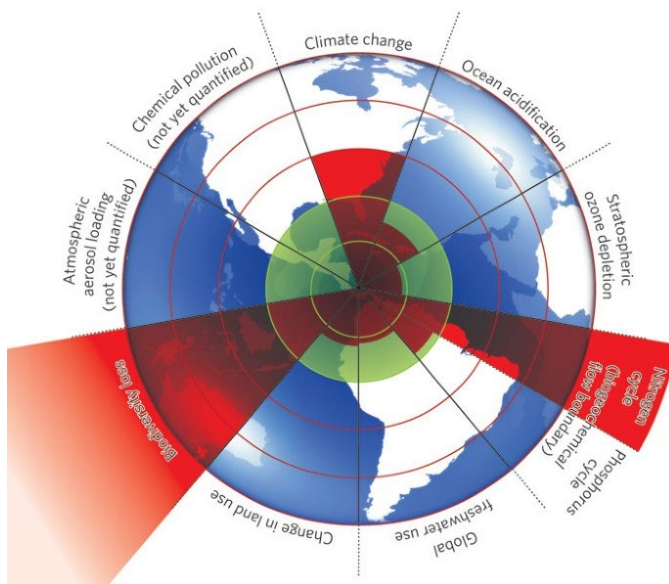 Climate change
Ocean acidification
Stratospheric
ozone depletion
Nitrogen
cycle
(biogeochemical
flow boundary)
Phosphorus
cycle
Global
freshwater use
Change in land use
Biodiversity loss
Atmospheric
aerosol loading
(not yet quantified)
Chemical pollution
(not yet quantified)